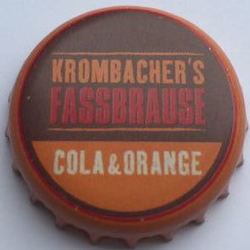 KROMBACHER'S
FASSBRAUSE
COLA & ORANGE